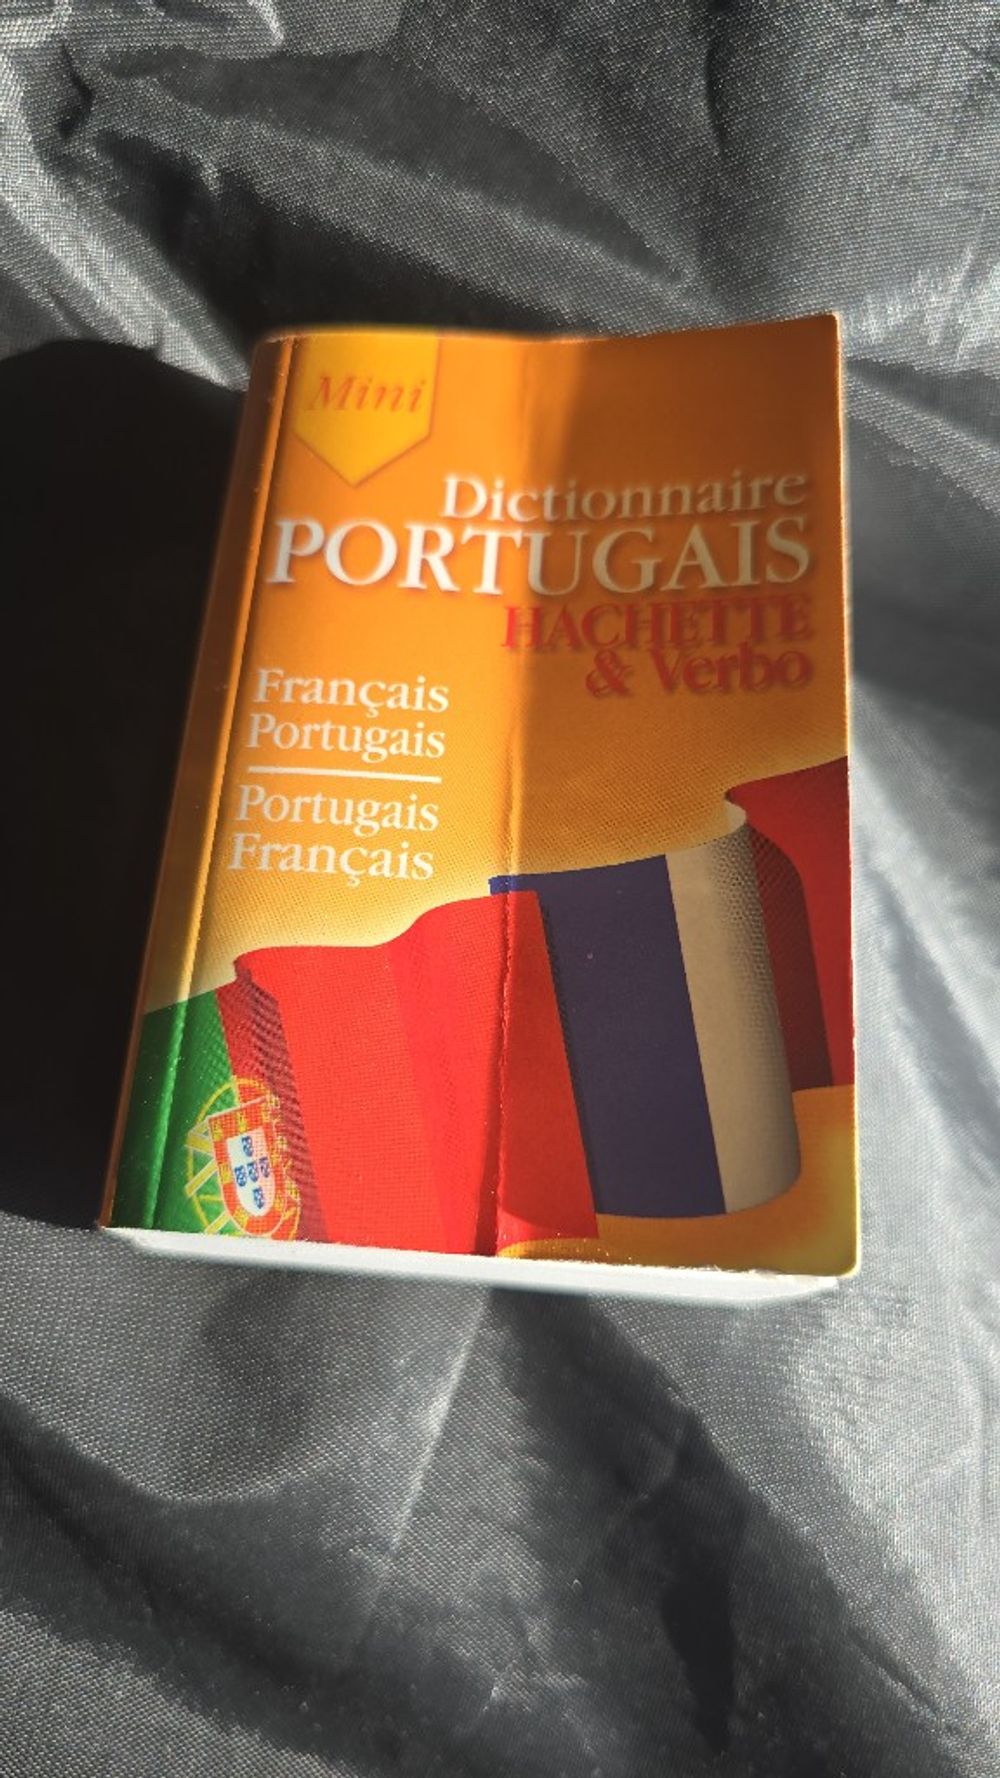 Mini
Dictionnaire
PORTUGAIS
HACHETTE
& Verbo
Français
Portugais
Portugais
Français